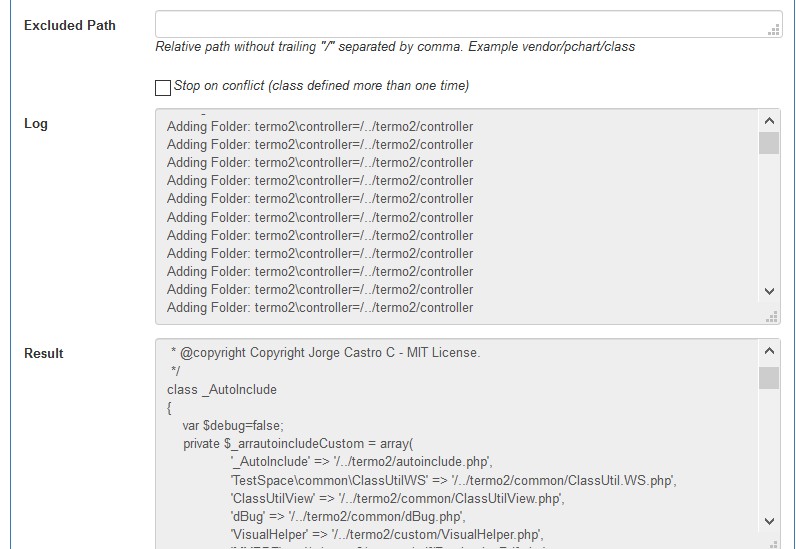 Excluded Path
Relative path without trailing "/" separated by comma. Example vendor/pchart/class
Stop on conflict (class defined more than one time)
Log
Adding Folder: termo2\controller=/../termo2/controller
Adding Folder: termo2\controller=/../termo2/controller
Adding Folder: termo2\controller=/../termo2/controller
Adding Folder: termo2\controller=/../termo2/controller
Adding Folder: termo2\controller=/../termo2/controller
Adding Folder: termo2\controller=/../termo2/controller
Adding Folder: termo2\controller=/../termo2/controller
Adding Folder: termo2\controller=/../termo2/controller
Adding Folder: termo2\controller=/../termo2/controller
Adding Folder: termo2\controller=/../termo2/controller
Adding Folder: termo2\controller=/../termo2/controller
Result
* @copyright Copyright Jorge Castro C - MIT License.
*/
class _AutoInclude
{
var $debug=false;
private $_arrautoincludeCustom = array(
'_AutoInclude' => '/../termo2/autoinclude.php',
'TestSpace\common\ClassUtilWS' => '/../termo2/common/ClassUtil.WS.php',
'ClassUtilView' => '/../termo2/common/ClassUtilView.php',
'dBug' => '/../termo2/common/dBug.php',
'VisualHelper' => '/../termo2/custom/VisualHelper.php',